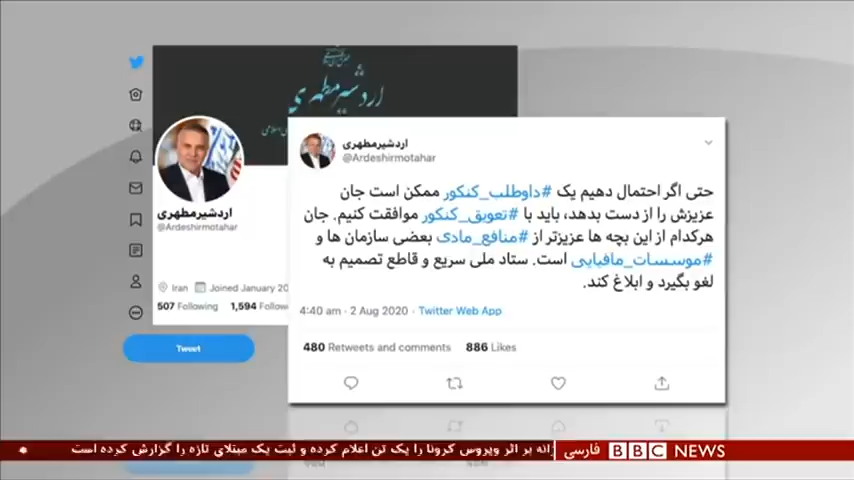 اردشیرمطهری
اردشیرمطهری
@Ardeshirmotahar
Iran
Joined January 20
507 Following 1,594 Follow
Tweet
اردشیرمطهری
@Ardeshirmotahar
حتی اگر احتمال دهیم یک #داوطلب_کنکور ممکن است جان
عزیزش را از دست بدهد، باید با #تعویق_کنکور موافقت کنیم. جان
هرکدام از این بچه ها عزیزتر از #منافع_مادی بعضی سازمان ها و
#موسسات_مافیایی است. ستاد ملی سریع و قاطع تصمیم به
لغو بگیرد و ابلاغ کند.
4:40 am · 2 Aug 2020 · Twitter Web App
480 Retweets and comments 886 Likes
رانه بر اثر ویروس کرونا را یک تن اعلام کرده و ثبت یک مبتلای تازه را گزارش کرده است
فارسی BBC NEWS